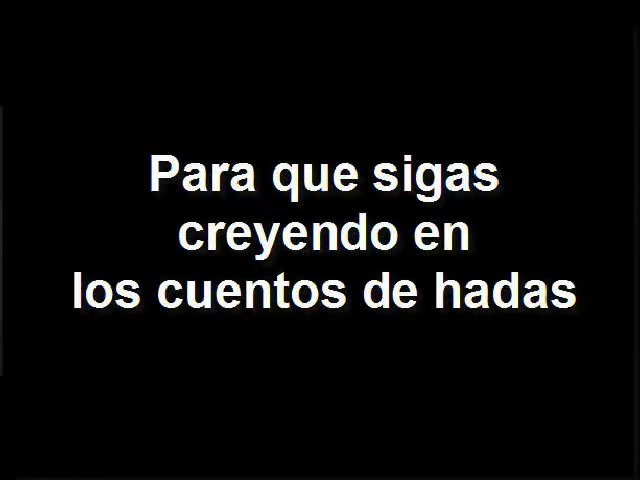 Para que sigas
creyendo en
los cuentos de hadas